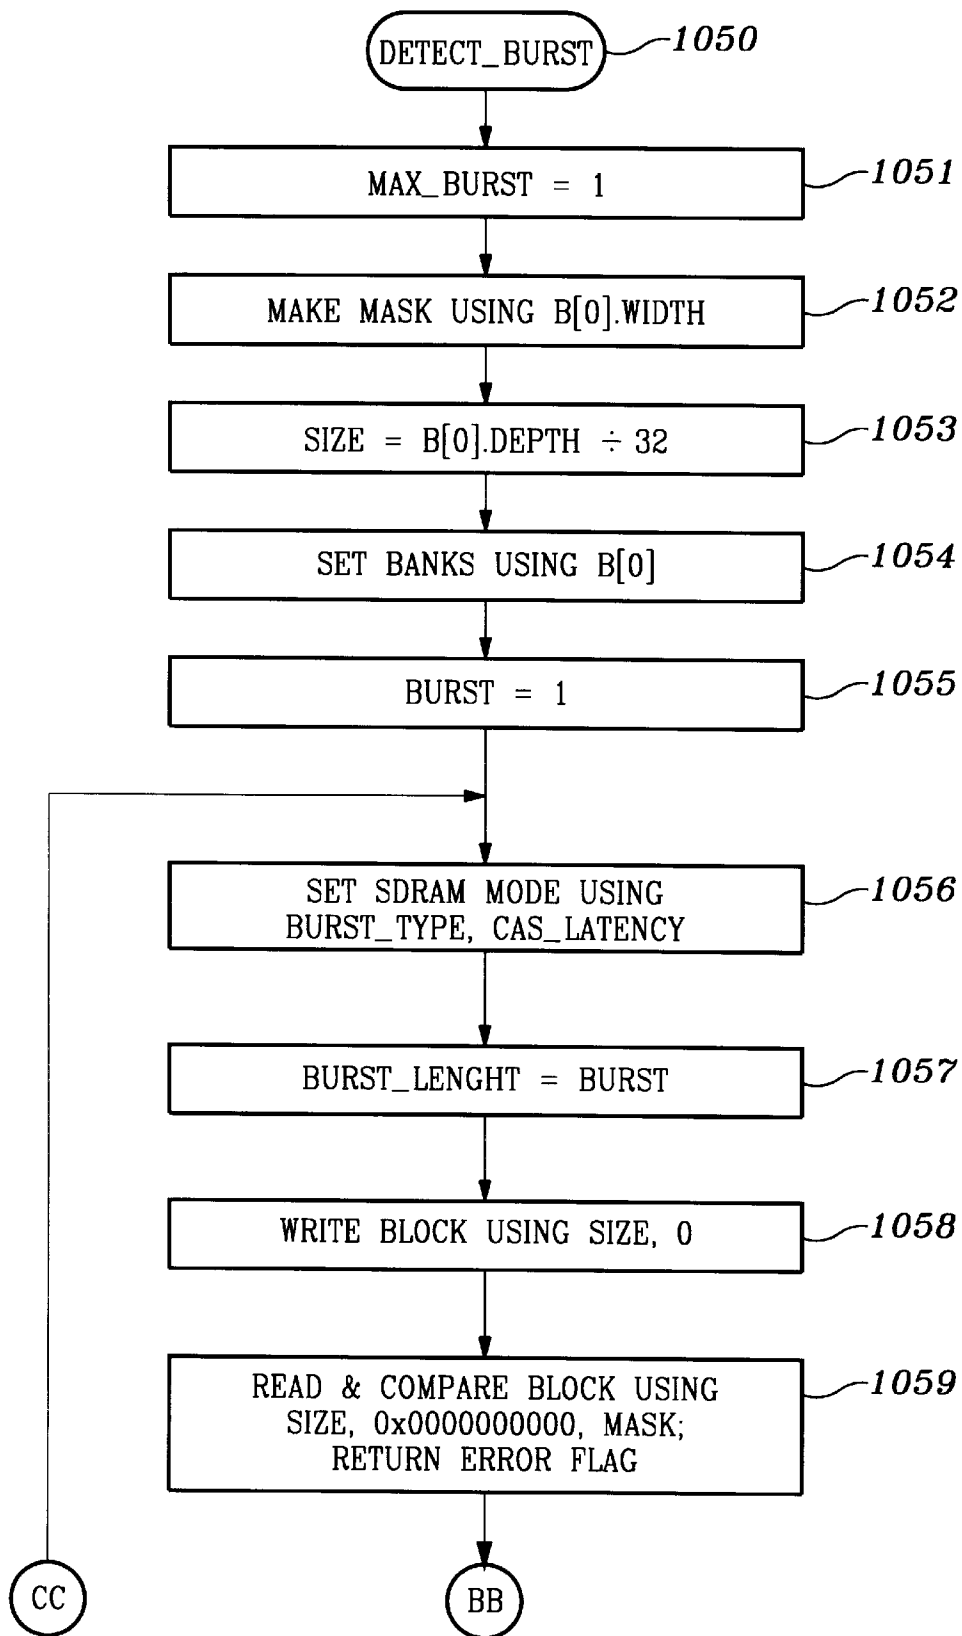 DETECT_BURST
1050
MAX_BURST = 1
1051
MAKE MASK USING B[0].WIDTH
1052
SIZE = B[0].DEPTH ÷ 32
1053
SET BANKS USING B[0]
1054
BURST = 1
1055
SET SDRAM MODE USING
BURST_TYPE, CAS_LATENCY
1056
BURST_LENGHT = BURST
1057
WRITE BLOCK USING SIZE, 0
1058
READ & COMPARE BLOCK USING
SIZE, 0x0000000000, MASK;
RETURN ERROR FLAG
1059
CC
BB